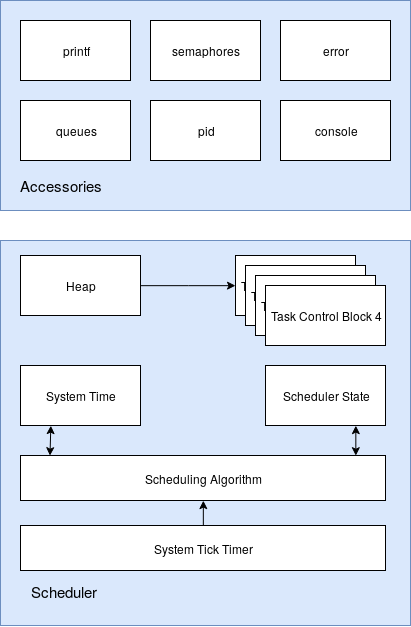 printf
semaphores
error
queues
pid
console
Accessories
Heap
Task Control Block 4
System Time
Scheduler State
Scheduling Algorithm
System Tick Timer
Scheduler